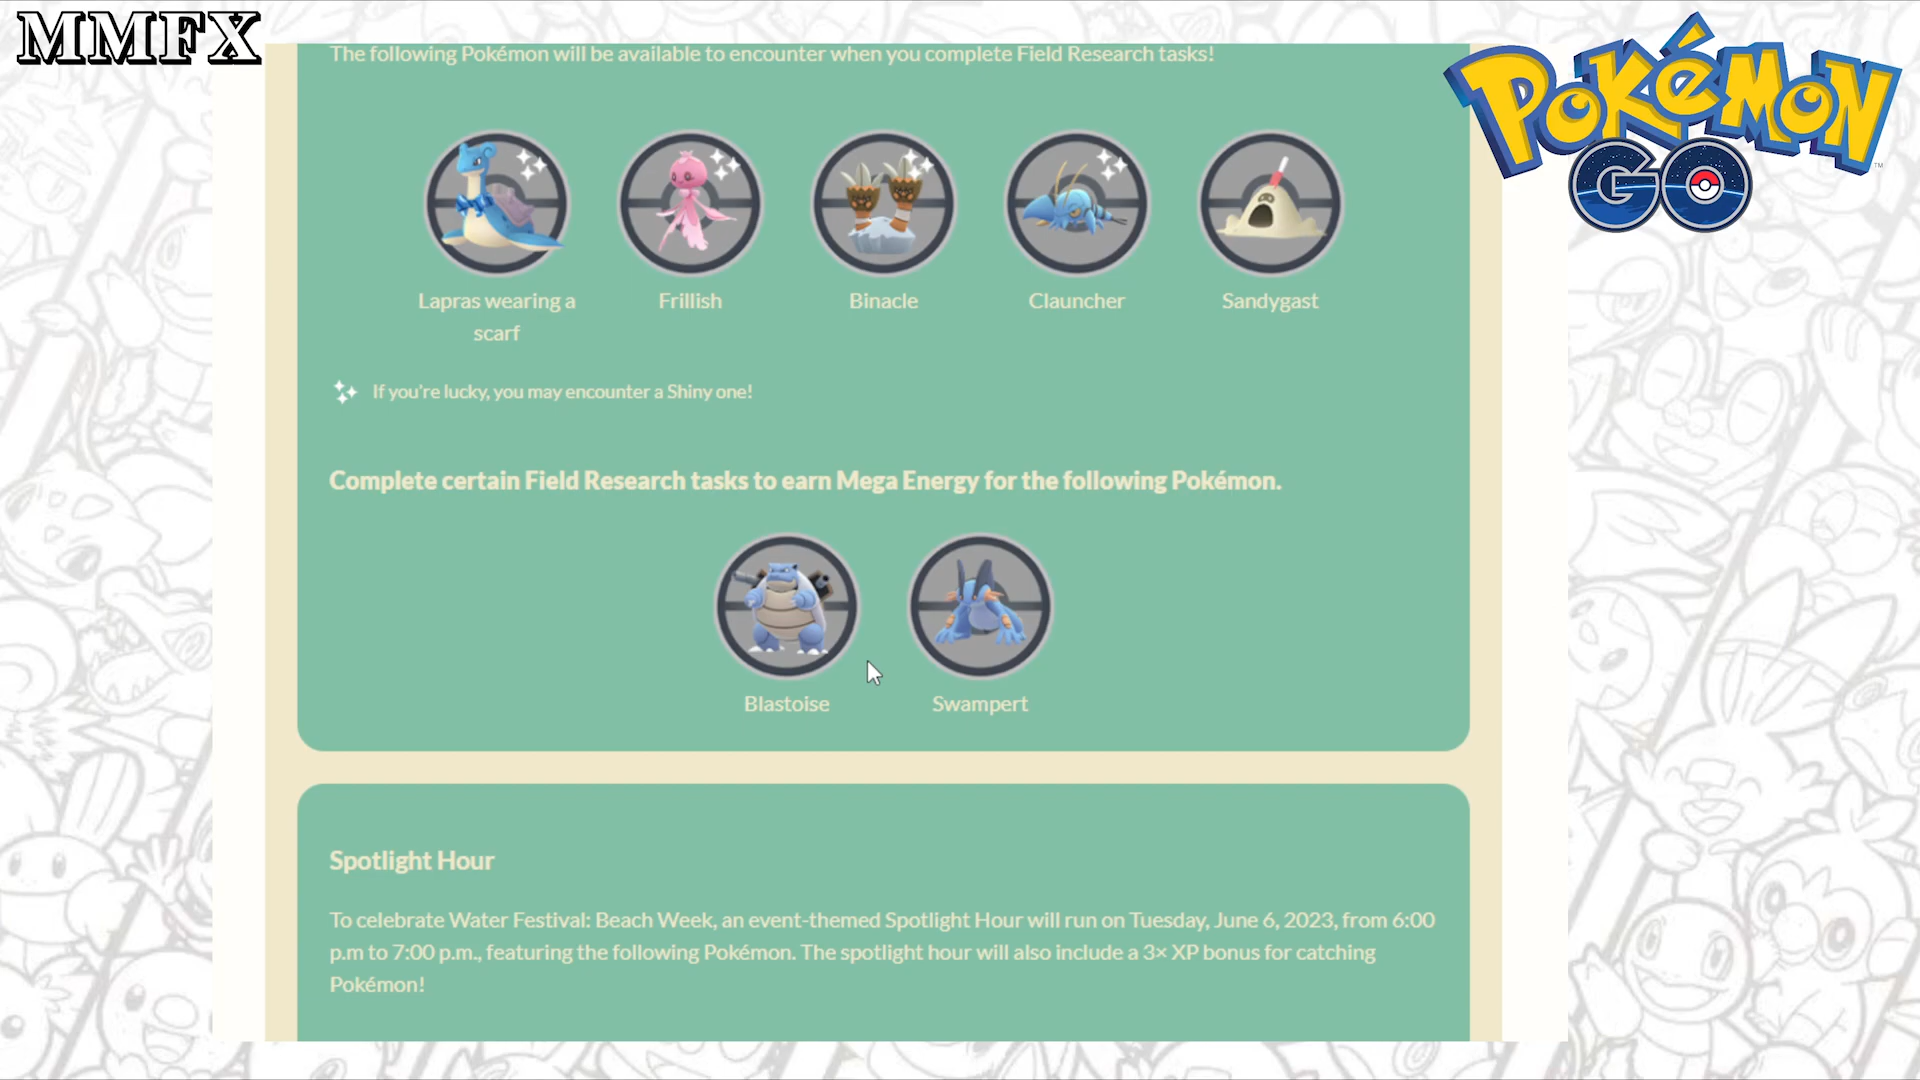 MMFX
POKéMON
GO
TM
The following Pokémon will be available to encounter when you complete Field Research tasks!
Lapras wearing a
scarf
Frillish
Binacle
Clauncher
Sandygast
If you're lucky, you may encounter a Shiny one!
Complete certain Field Research tasks to earn Mega Energy for the following Pokémon.
Blastoise
Swampert
Spotlight Hour
To celebrate Water Festival: Beach Week, an event-themed Spotlight Hour will run on Tuesday, June 6, 2023, from 6:00
p.m to 7:00 p.m., featuring the following Pokémon. The spotlight hour will also include a 3× XP bonus for catching
Pokémon!